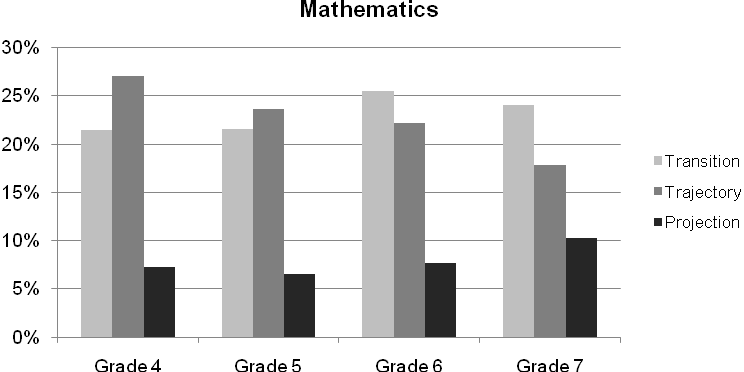 Mathematics
30%
25%
20%
15%
10%
5%
0%
Grade 4 Grade 5 Grade 6 Grade 7
Transition
Trajectory
Projection